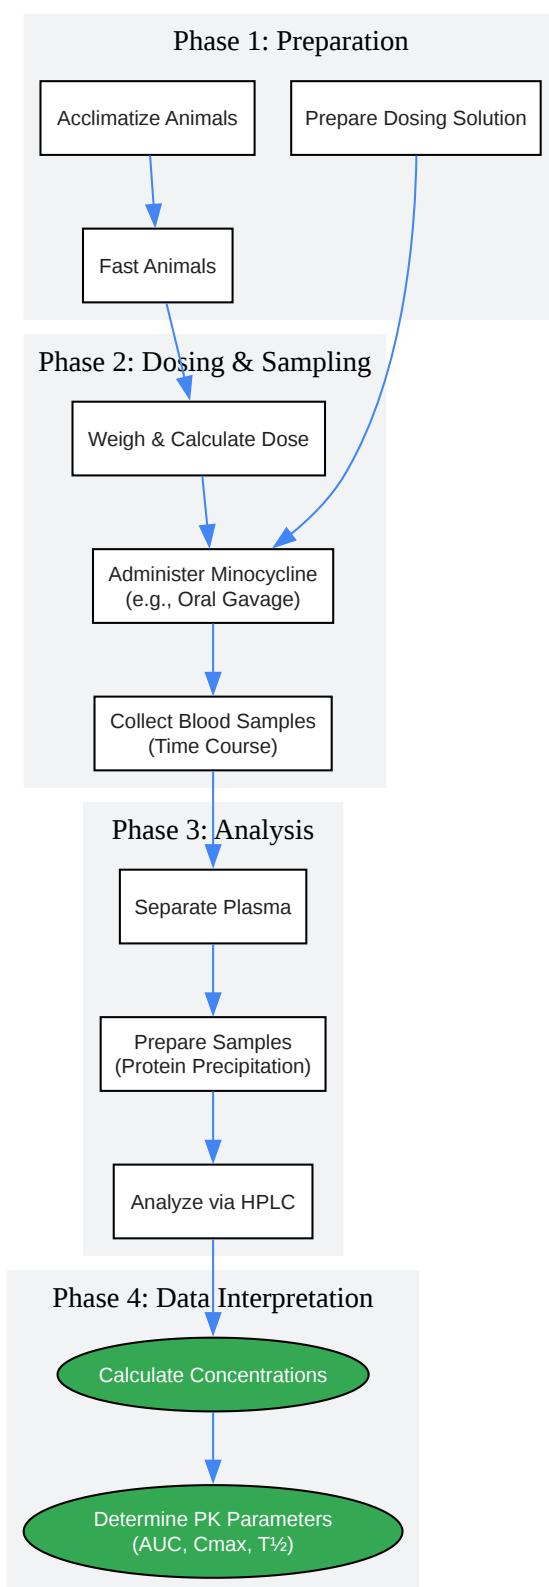 Phase 1: Preparation
Acclimatize Animals
Prepare Dosing Solution
Fast Animals
Phase 2: Dosing & Sampling
Weigh & Calculate Dose
Administer Minocycline
(e.g., Oral Gavage)
Collect Blood Samples
(Time Course)
Phase 3: Analysis
Separate Plasma
Prepare Samples
(Protein Precipitation)
Analyze via HPLC
Phase 4: Data Interpretation
Calculate Concentrations
Determine PK Parameters
(AUC, Cmax, T½)